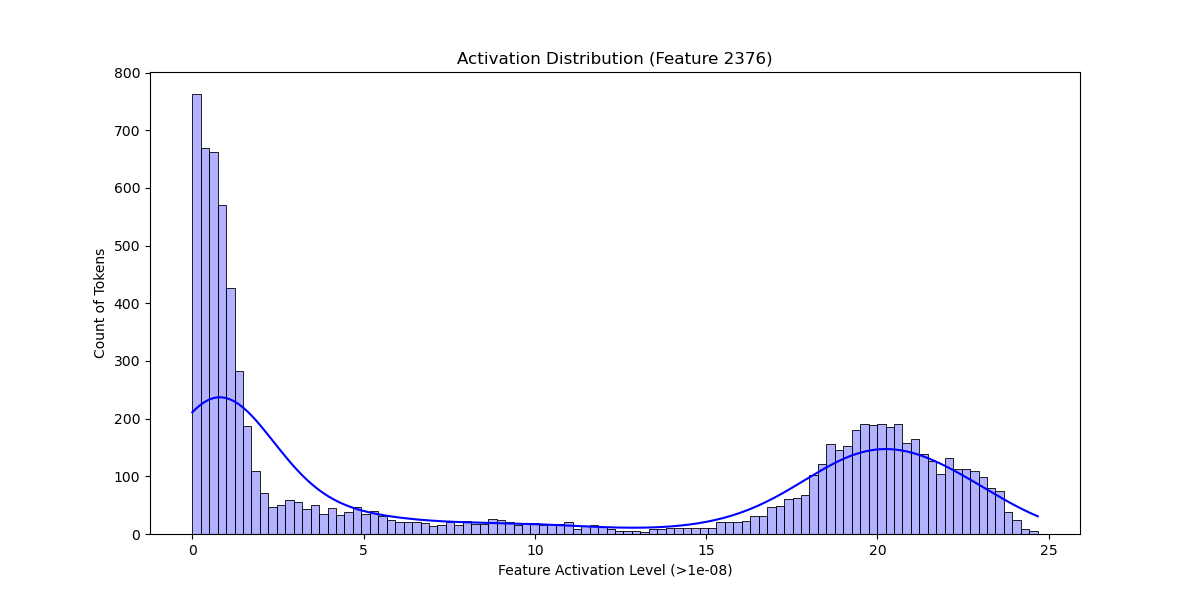 Activation Distribution (Feature 2376)
800
700
600
500
400
300
200
100
0
Count of Tokens
0 5 10 15 20 25
Feature Activation Level (>1e-08)